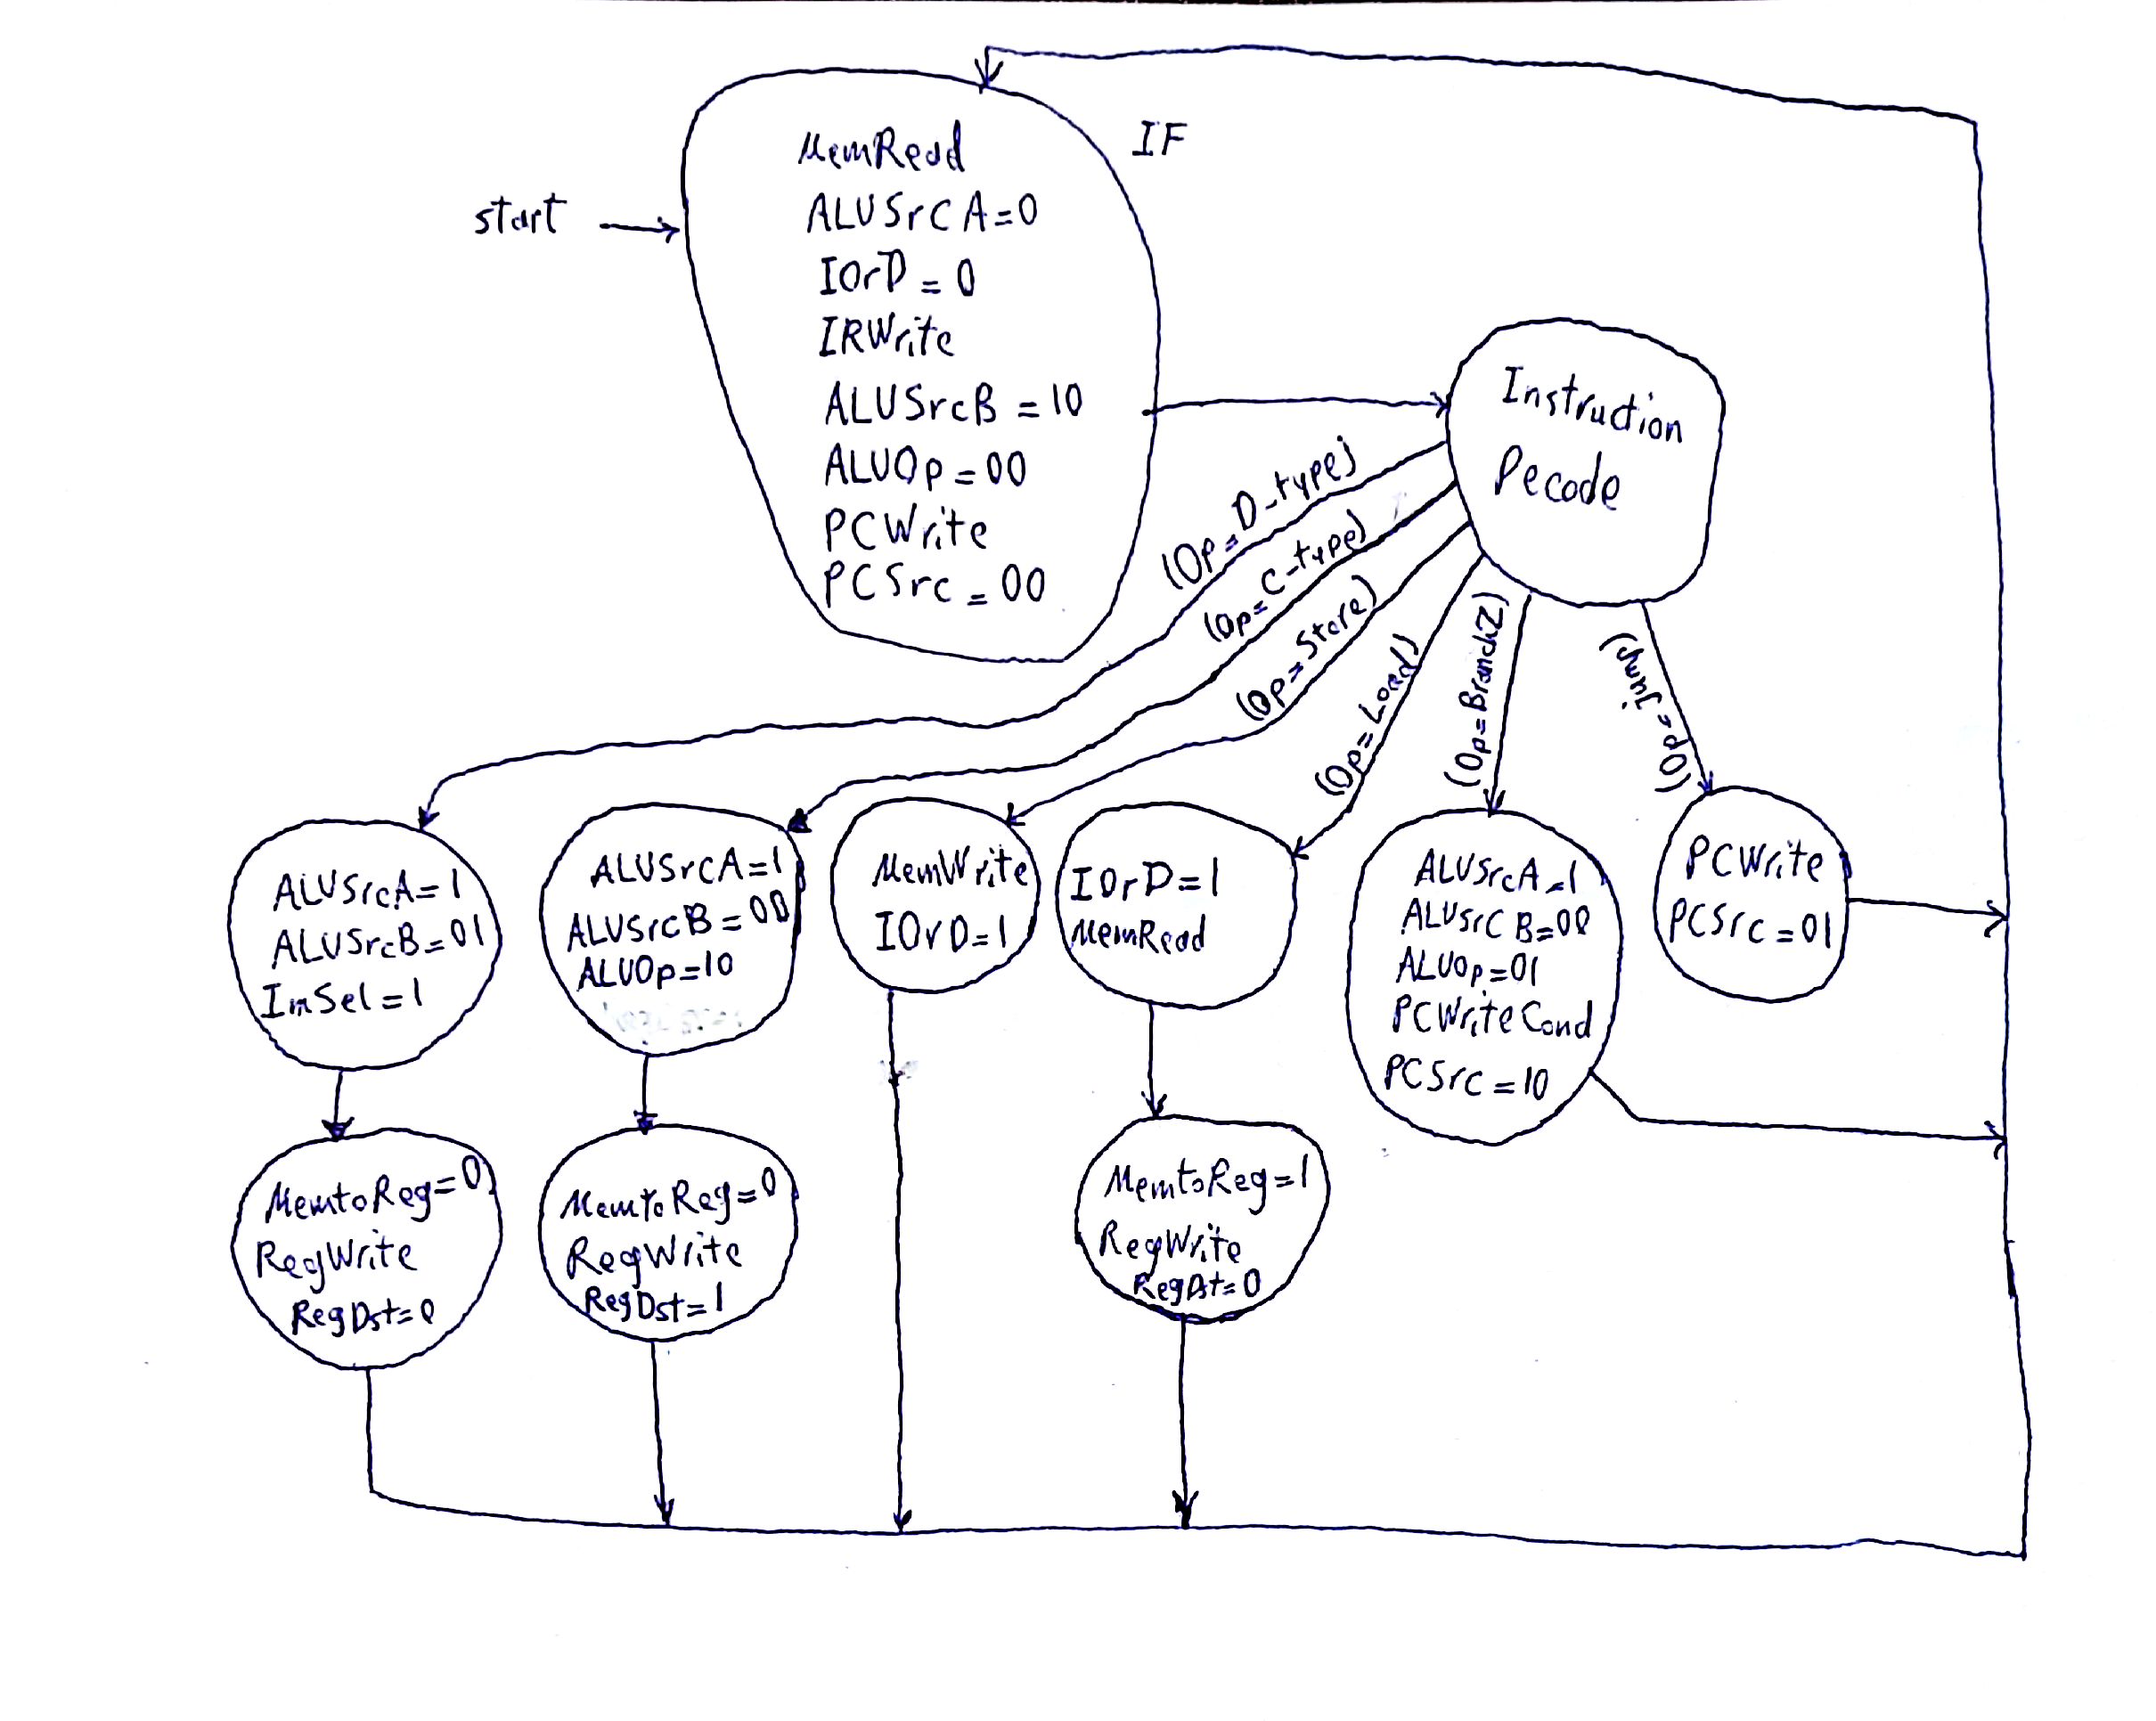 IF
MemRead
start
ALUSrcA=0
IOrD=0
IRWrite
ALUSrcB=10
ALUOp=00
PCWrite
PCSrc=00
Instruction
Decode
(Op=D-type)
(Op=C-type)
(Op=Store)
(Op=Load)
(Op=BranchZ)
(Op=Jump)
ALUSrcA=1
ALUSrcB=01
ImSel=1
ALUSrcA=1
ALUSrcB=00
ALUOp=10
MemWrite
IOrD=1
IOrD=1
MemRead
ALUSrcA=1
ALUSrcB=00
ALUOp=01
PCWriteCond
PCSrc=10
PCWrite
PCSrc=01
MemtoReg=0
RegWrite
RegDst=0
MemtoReg=0
RegWrite
RegDst=1
MemtoReg=1
RegWrite
RegDst=0